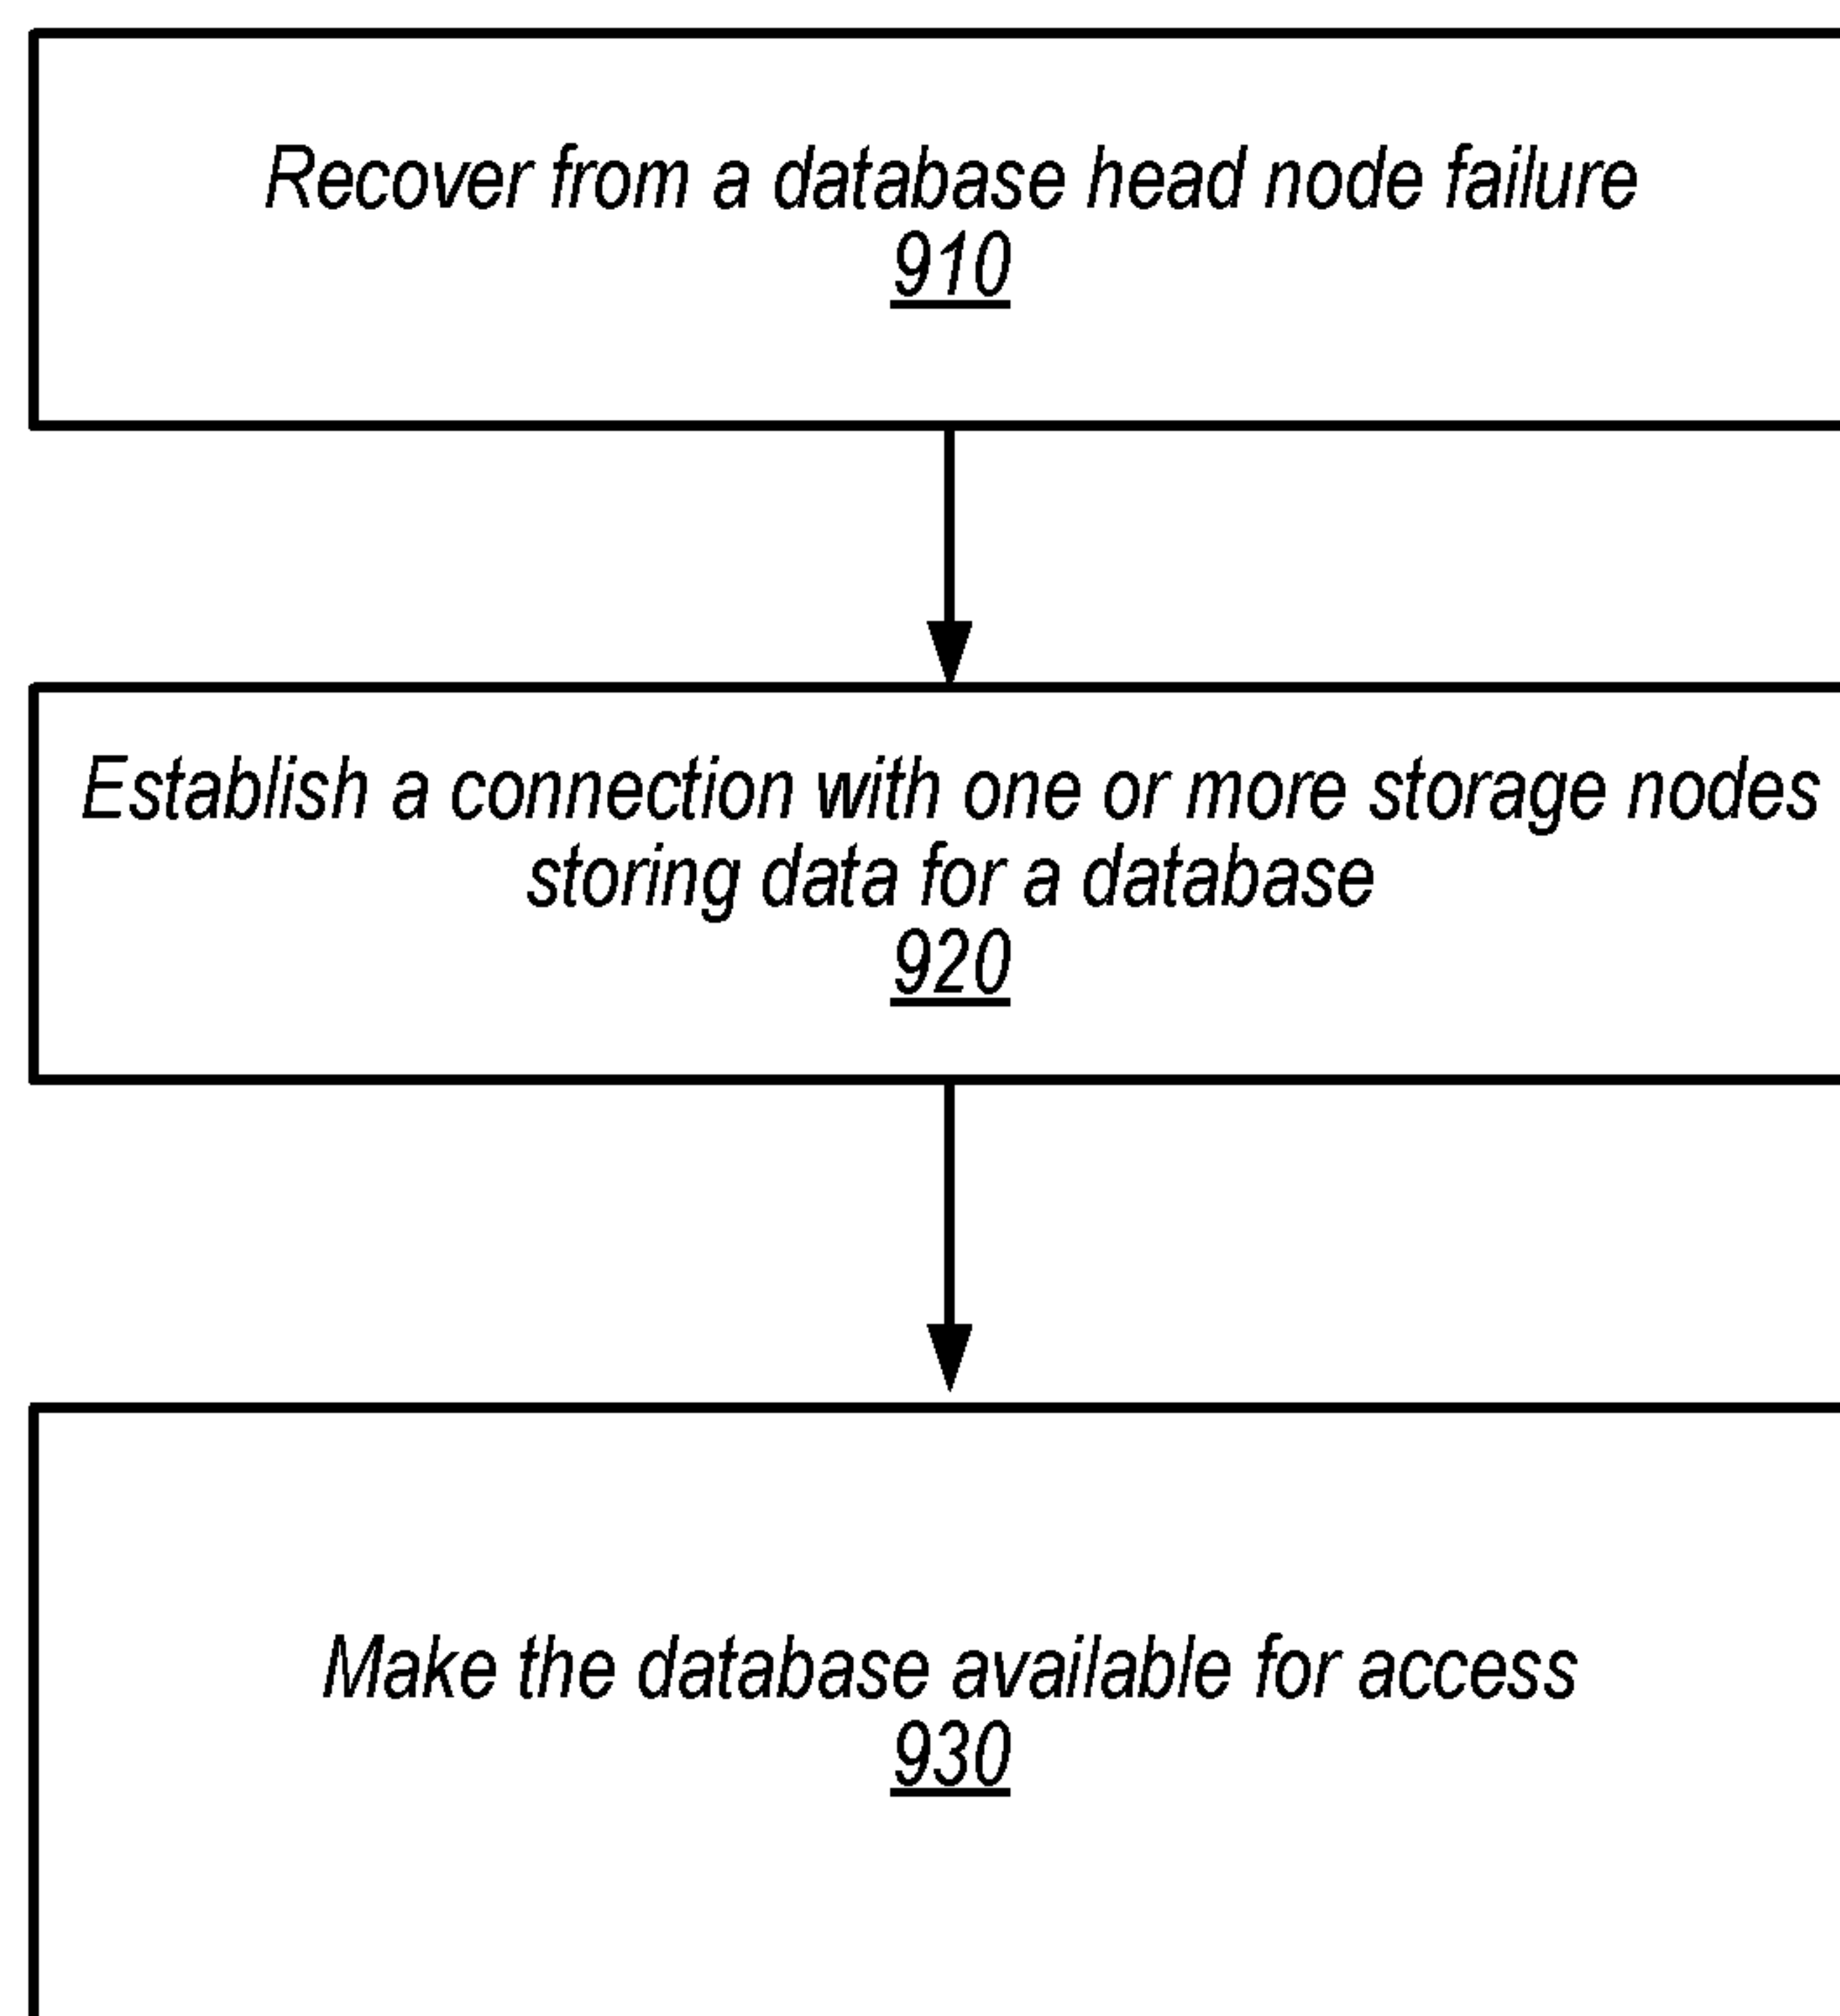 Recover from a database head node failure
910
Establish a connection with one or more storage nodes
storing data for a database
920
Make the database available for access
930